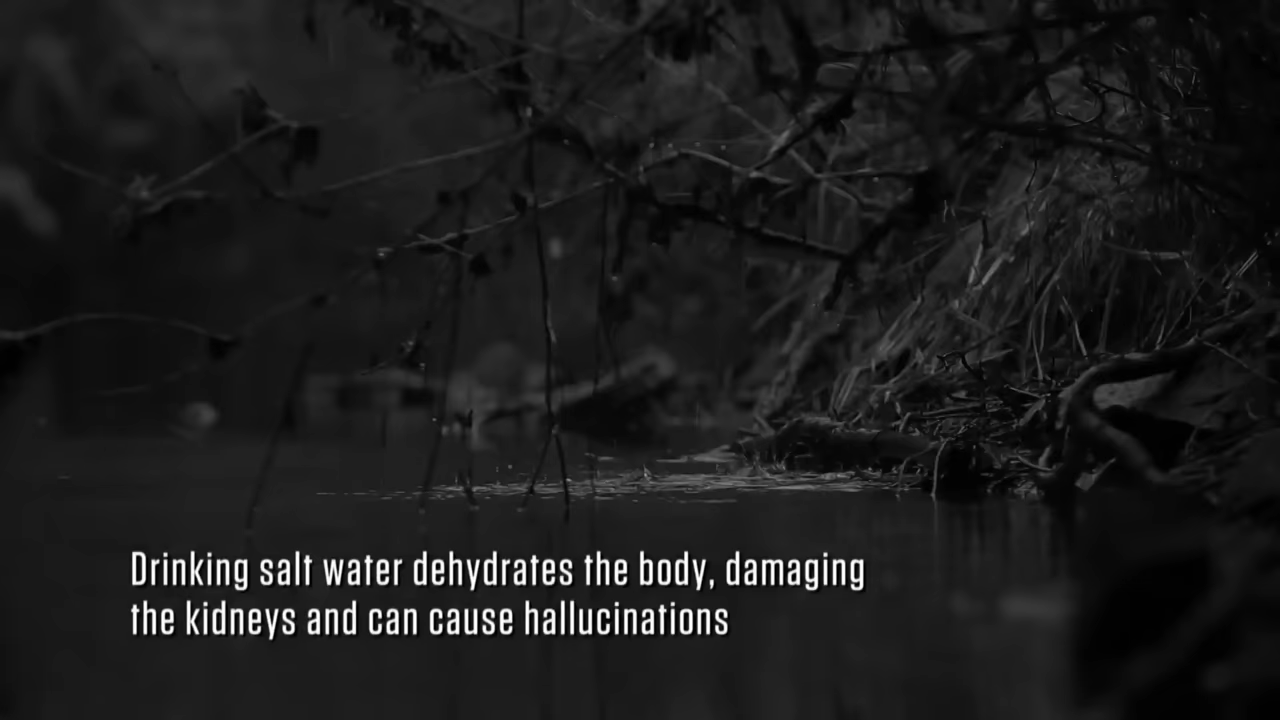 Drinking salt water dehydrates the body, damaging
the kidneys and can cause hallucinations